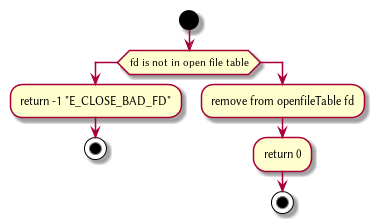 fd is not in open file table
return -1 "E_CLOSE_BAD_FD"
remove from openfileTable fd
return 0